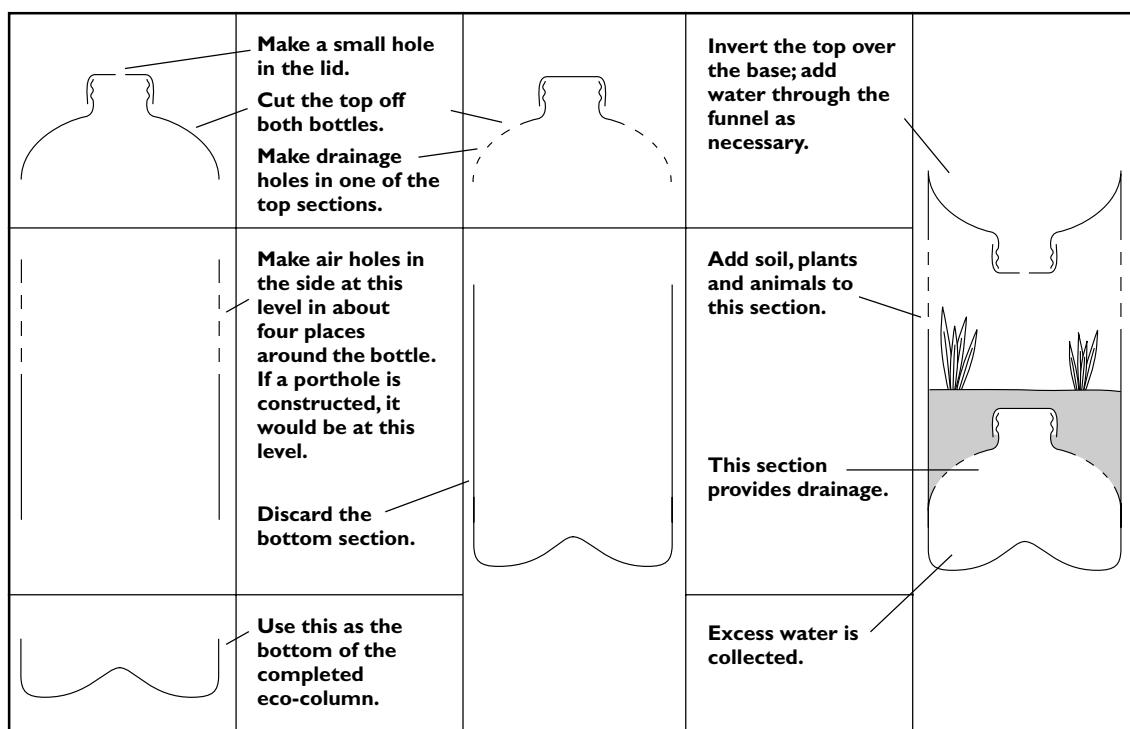 Make a small hole
in the lid.
Cut the top off
both bottles.
Make drainage
holes in one of the
top sections.
Invert the top over
the base; add
water through the
funnel as
necessary.
Make air holes in
the side at this
level in about
four places
around the bottle.
If a porthole is
constructed, it
would be at this
level.
Discard the
bottom section.
Add soil, plants
and animals to
this section.
This section
provides drainage.
Use this as the
bottom of the
completed
eco-column.
Excess water is
collected.